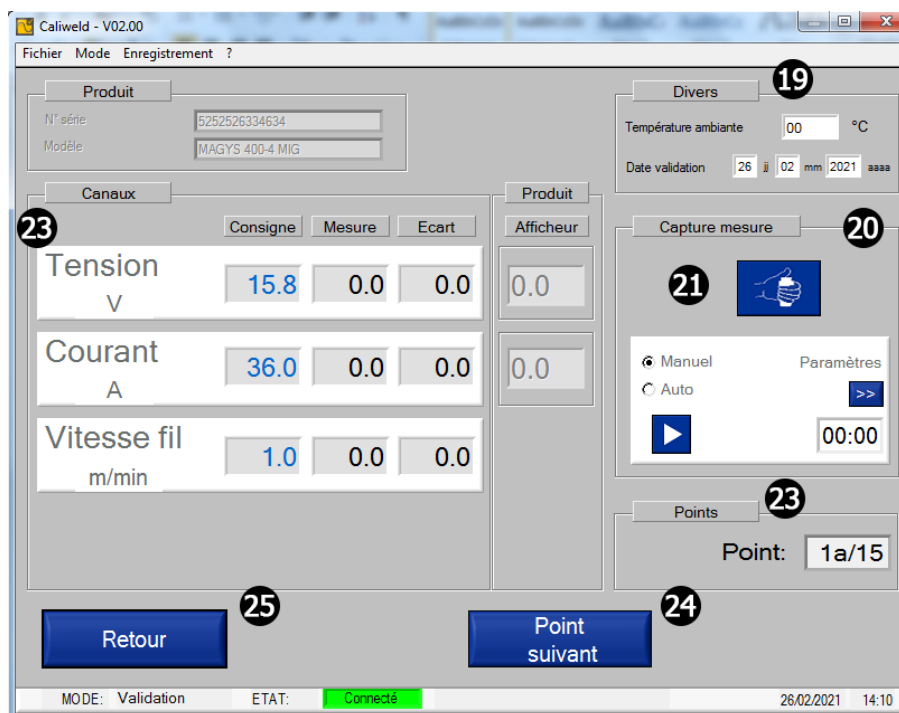 Caliweld - V02.00
Fichier Mode Enregistrement ?
Produit
N° série 5252526334634
Modèle MAGYS 400-4 MIG
Divers 19
Température ambiante 00 °C
Date validation 26 jj 02 mm 2021 aaaa
Canaux
23 Consigne Mesure Ecart
Tension
V
15.8 0.0 0.0
Courant
A
36.0 0.0 0.0
Vitesse fil
m/min
1.0 0.0 0.0
Produit
Afficheur
0.0
0.0
Capture mesure 20
21
Manuel Paramètres
Auto >>
00:00
Points 23
Point: 1a/15
Retour 25
Point
suivant
24
MODE: Validation ETAT: Connecté 26/02/2021 14:10